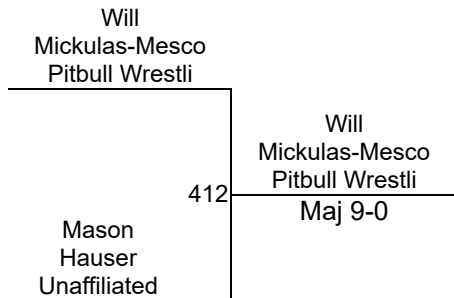 Will
Mickulas-Mesco
Pitbull Wrestli
Will
Mickulas-Mesco
Pitbull Wrestli
412
Maj 9-0
Mason
Hauser
Unaffiliated